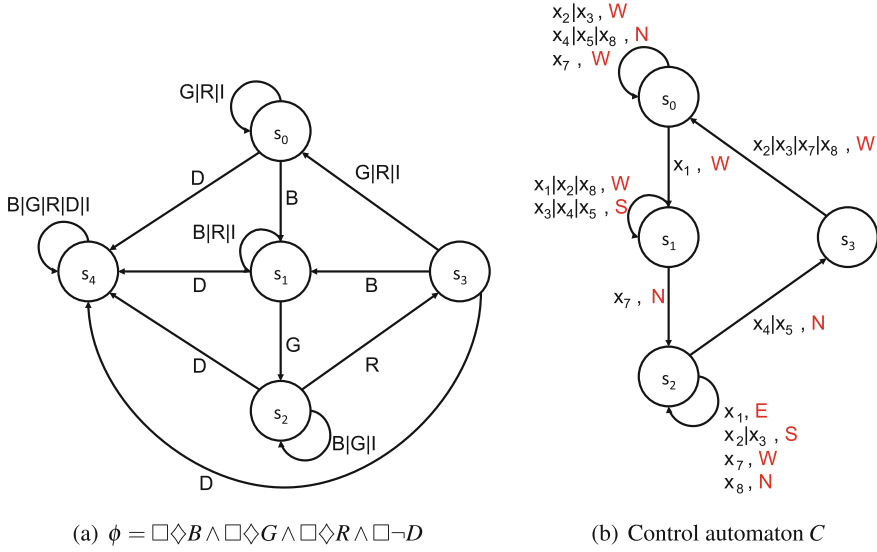 G|R|I
s₀
D
B
G|R|I
B|G|R|D|I
B|R|I
s₄
D
s₁
B
s₃
G
D
R
s₂
B|G|I
D
(a) ϕ = □◇B ∧ □◇G ∧ □◇R ∧ □¬D
x₂|x₃ , W
x₄|x₅|x₈ , N
x₇ , W
s₀
x₁ , W
x₂|x₃|x₇|x₈ , W
x₁|x₂|x₈ , W
x₃|x₄|x₅ , S
s₁
s₃
x₇ , N
x₄|x₅ , N
s₂
x₁, E
x₂|x₃ , S
x₇ , W
x₈ , N
(b) Control automaton C